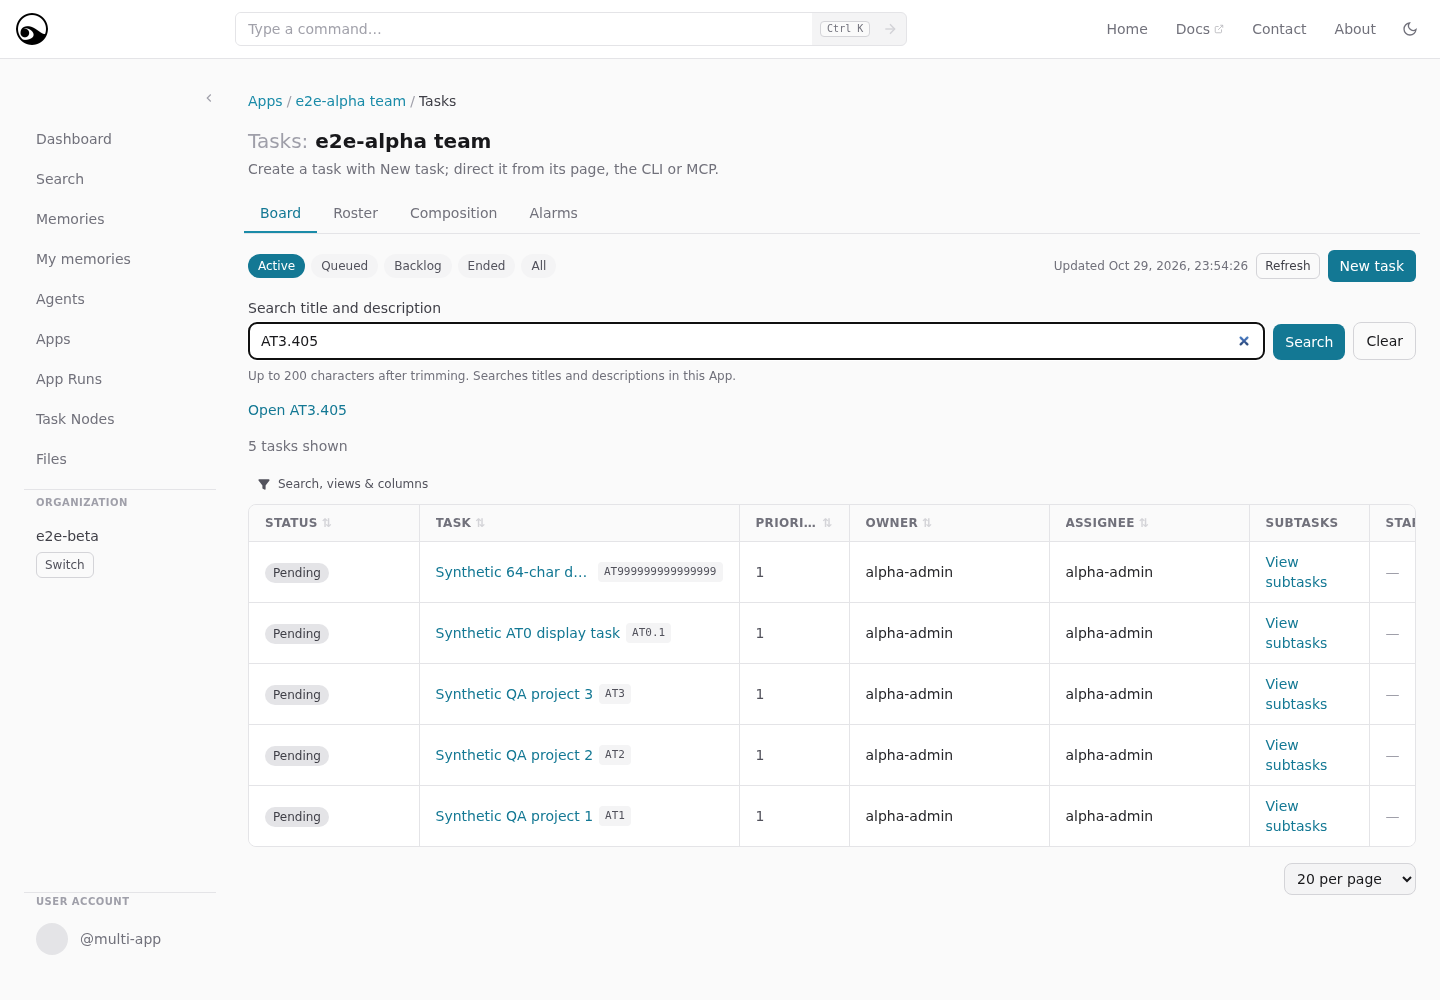 Type a command...
Ctrl K
Home
Docs
Contact
About
Dashboard
Search
Memories
My memories
Agents
Apps
App Runs
Task Nodes
Files
ORGANIZATION
e2e-beta
Switch
USER ACCOUNT
@multi-app
Apps / e2e-alpha team / Tasks
Tasks: e2e-alpha team
Create a task with New task; direct it from its page, the CLI or MCP.
Board Roster Composition Alarms
Active Queued Backlog Ended All
Updated Oct 29, 2026, 23:54:26 Refresh New task
Search title and description
AT3.405
Search
Clear
Up to 200 characters after trimming. Searches titles and descriptions in this App.
Open AT3.405
5 tasks shown
Search, views & columns
STATUS TASK PRIORI... OWNER ASSIGNEE SUBTASKS STAI
Pending Synthetic 64-char d... AT999999999999999 1 alpha-admin alpha-admin View subtasks —
Pending Synthetic AT0 display task AT0.1 1 alpha-admin alpha-admin View subtasks —
Pending Synthetic QA project 3 AT3 1 alpha-admin alpha-admin View subtasks —
Pending Synthetic QA project 2 AT2 1 alpha-admin alpha-admin View subtasks —
Pending Synthetic QA project 1 AT1 1 alpha-admin alpha-admin View subtasks —
20 per page